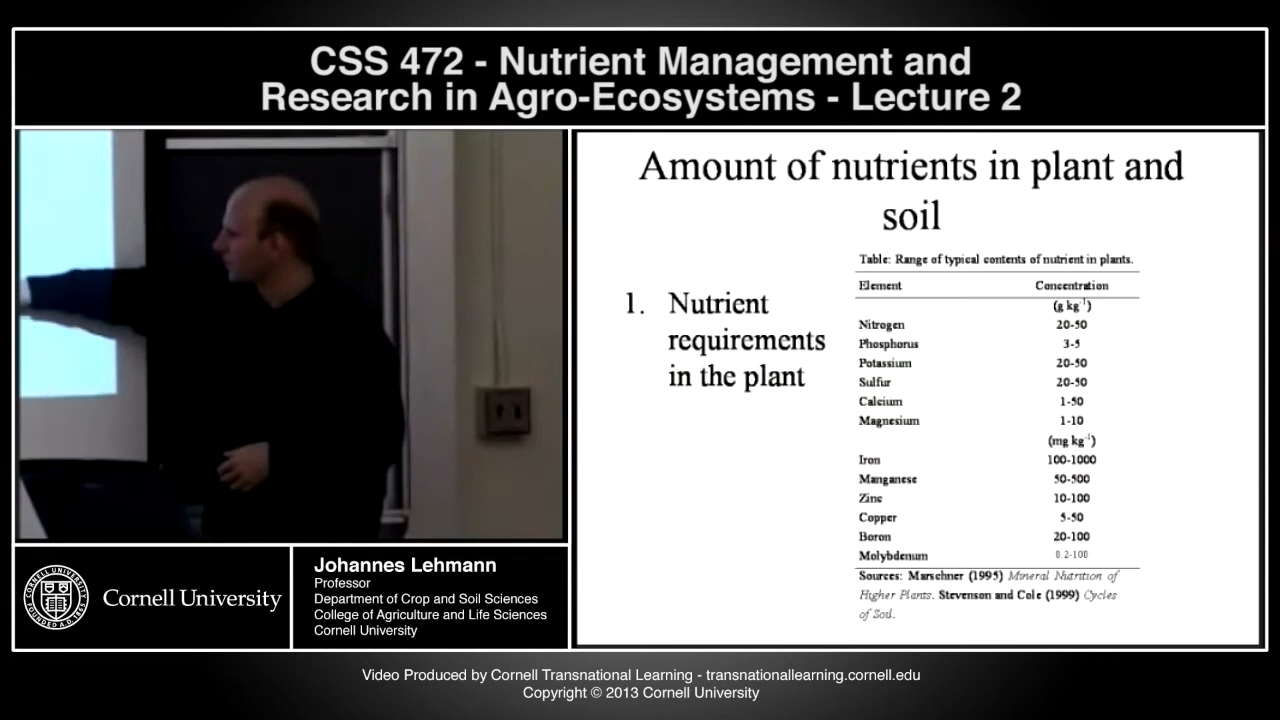 CSS 472 - Nutrient Management and
Research in Agro-Ecosystems - Lecture 2
Amount of nutrients in plant and
soil
1. Nutrient
requirements
in the plant
Table: Range of typical contents of nutrient in plants.
Element Concentration
(g kg⁻¹)
Nitrogen 20-50
Phosphorus 3-5
Potassium 20-50
Sulfur 20-50
Calcium 1-50
Magnesium 1-10
(mg kg⁻¹)
Iron 100-1000
Manganese 50-500
Zinc 10-100
Copper 5-50
Boron 20-100
Molybdenum 0.2-100
Sources: Marschner (1995) Mineral Nutrition of
Higher Plants. Stevenson and Cole (1999) Cycles
of Soil.
CORNELL UNIVERSITY
FOUNDED A.D. 1865
Cornell University
Johannes Lehmann
Professor
Department of Crop and Soil Sciences
College of Agriculture and Life Sciences
Cornell University
Video Produced by Cornell Transnational Learning - transnationallearning.cornell.edu
Copyright © 2013 Cornell University